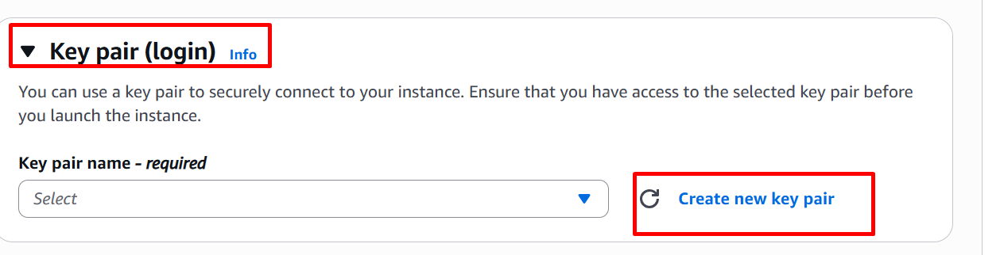 Key pair (login) Info
You can use a key pair to securely connect to your instance. Ensure that you have access to the selected key pair before
you launch the instance.
Key pair name - required
Select
Create new key pair